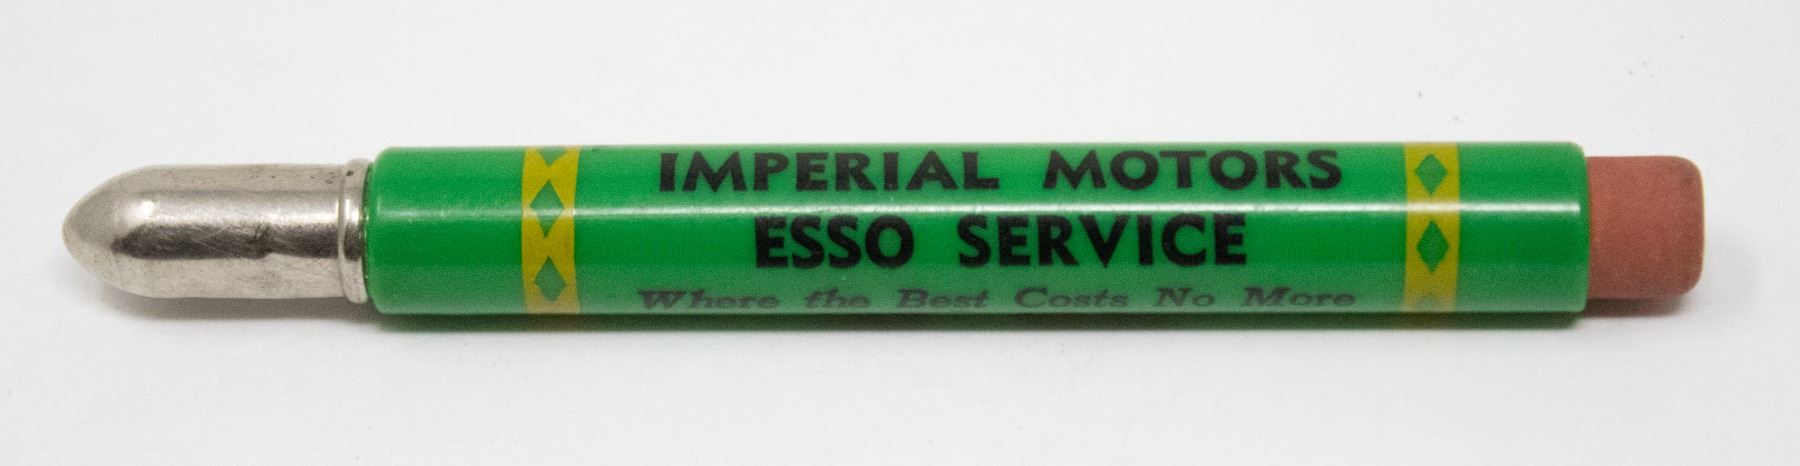 IMPERIAL MOTORS
ESSO SERVICE
Where the Best Costs No More